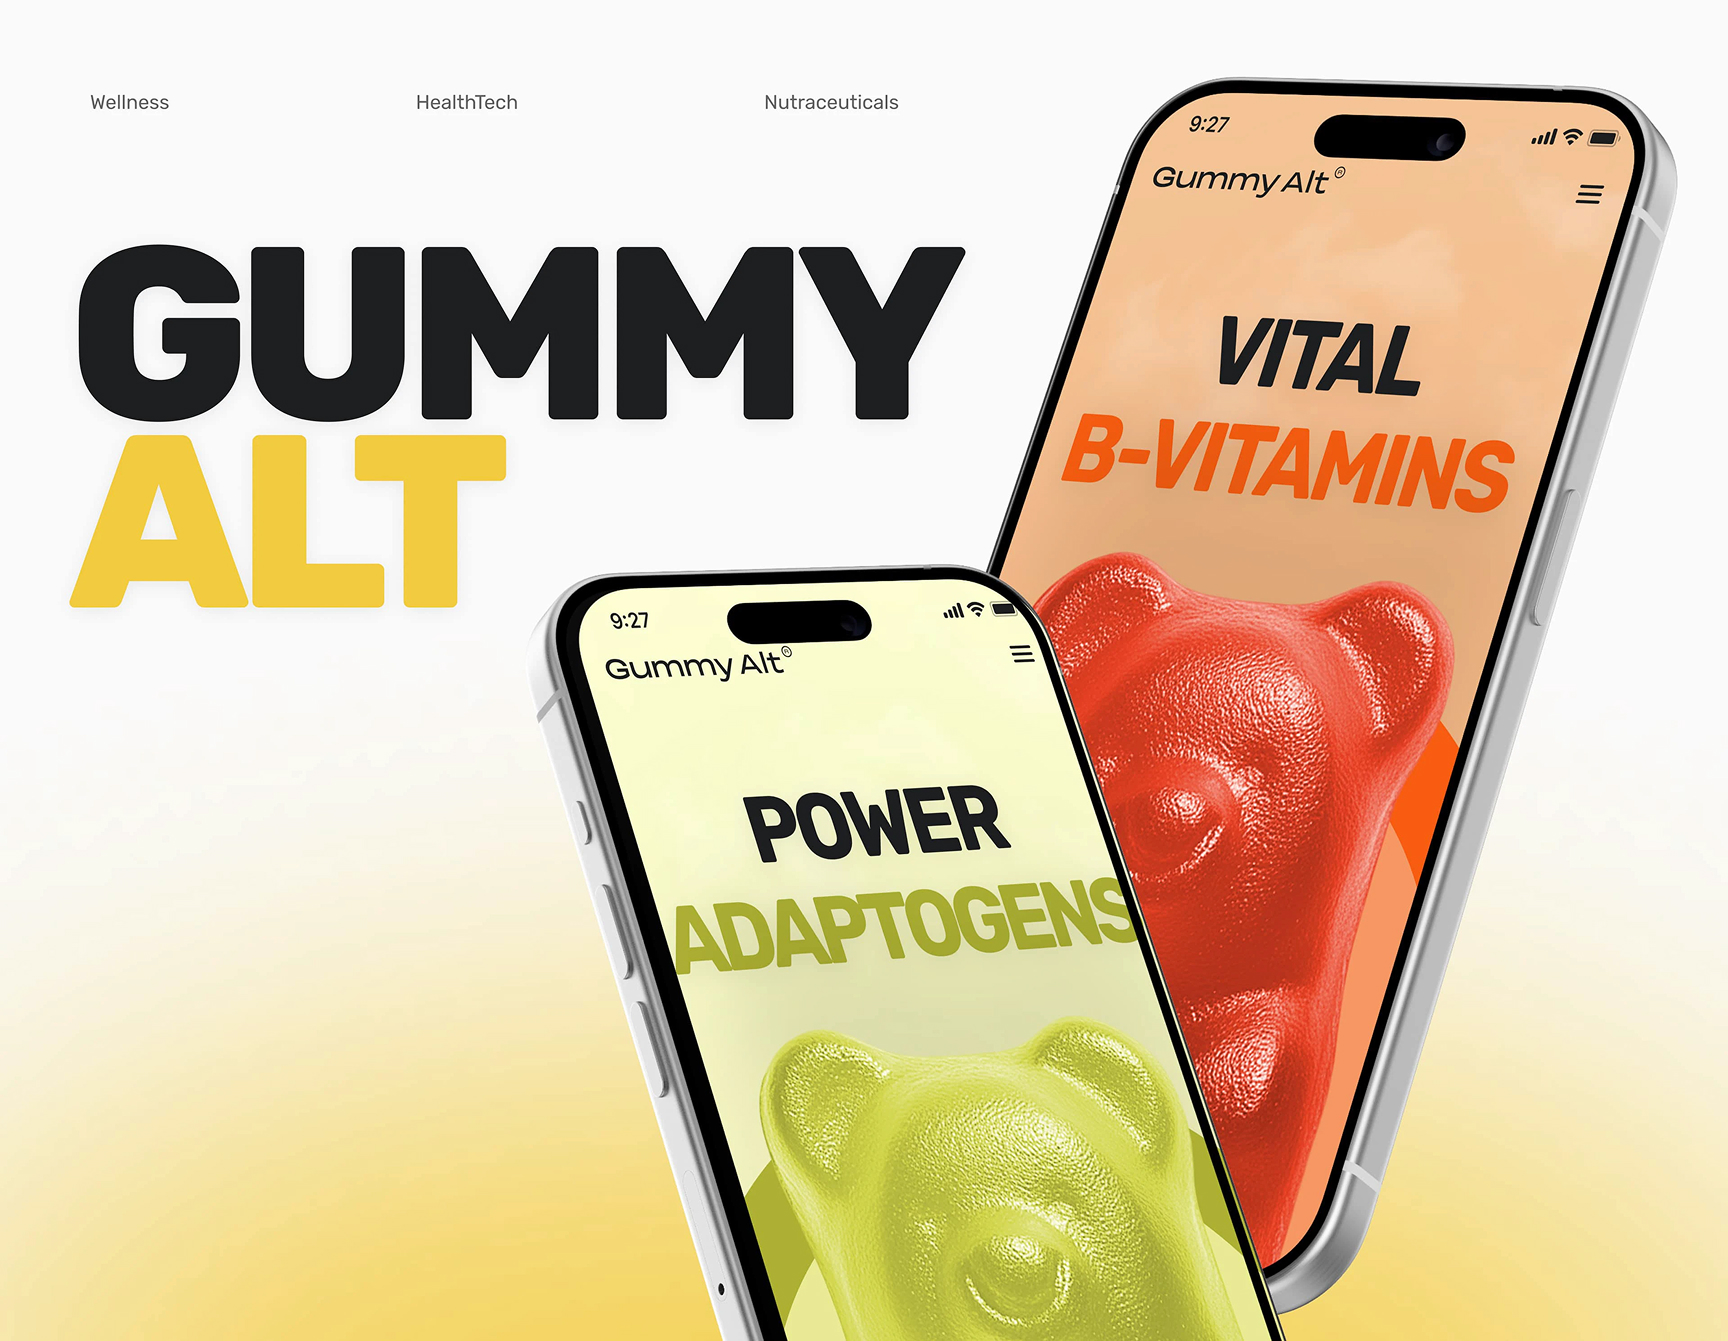 Wellness
HealthTech
Nutraceuticals
GUMMY
ALT
9:27
Gummy Alt ®
VITAL
B-VITAMINS
9:27
Gummy Alt®
POWER
ADAPTOGENS